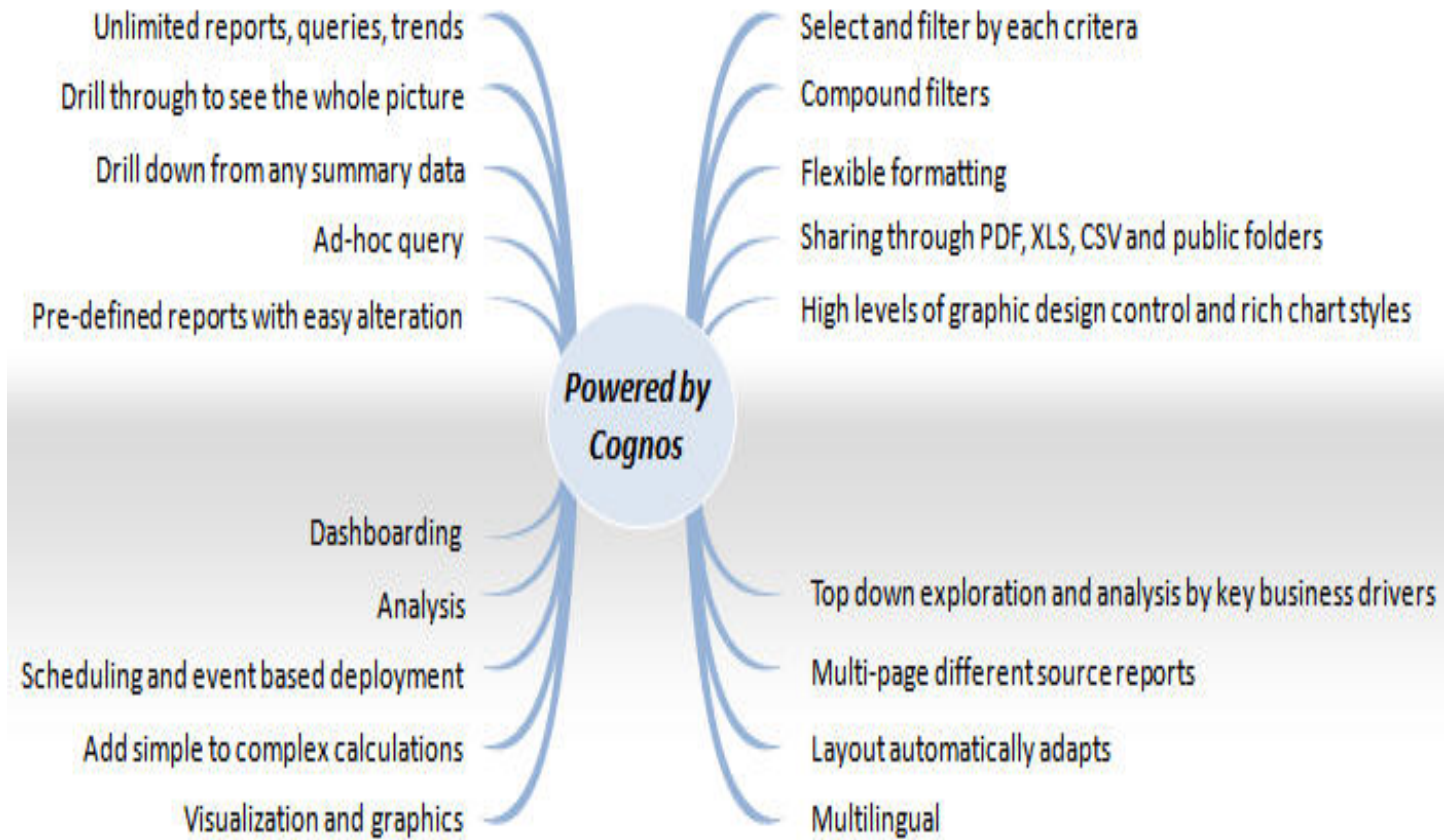 Unlimited reports, queries, trends
Drill through to see the whole picture
Drill down from any summary data
Ad-hoc query
Pre-defined reports with easy alteration
Select and filter by each critera
Compound filters
Flexible formatting
Sharing through PDF, XLS, CSV and public folders
High levels of graphic design control and rich chart styles
Powered by
Cognos
Dashboarding
Analysis
Scheduling and event based deployment
Add simple to complex calculations
Visualization and graphics
Top down exploration and analysis by key business drivers
Multi-page different source reports
Layout automatically adapts
Multilingual